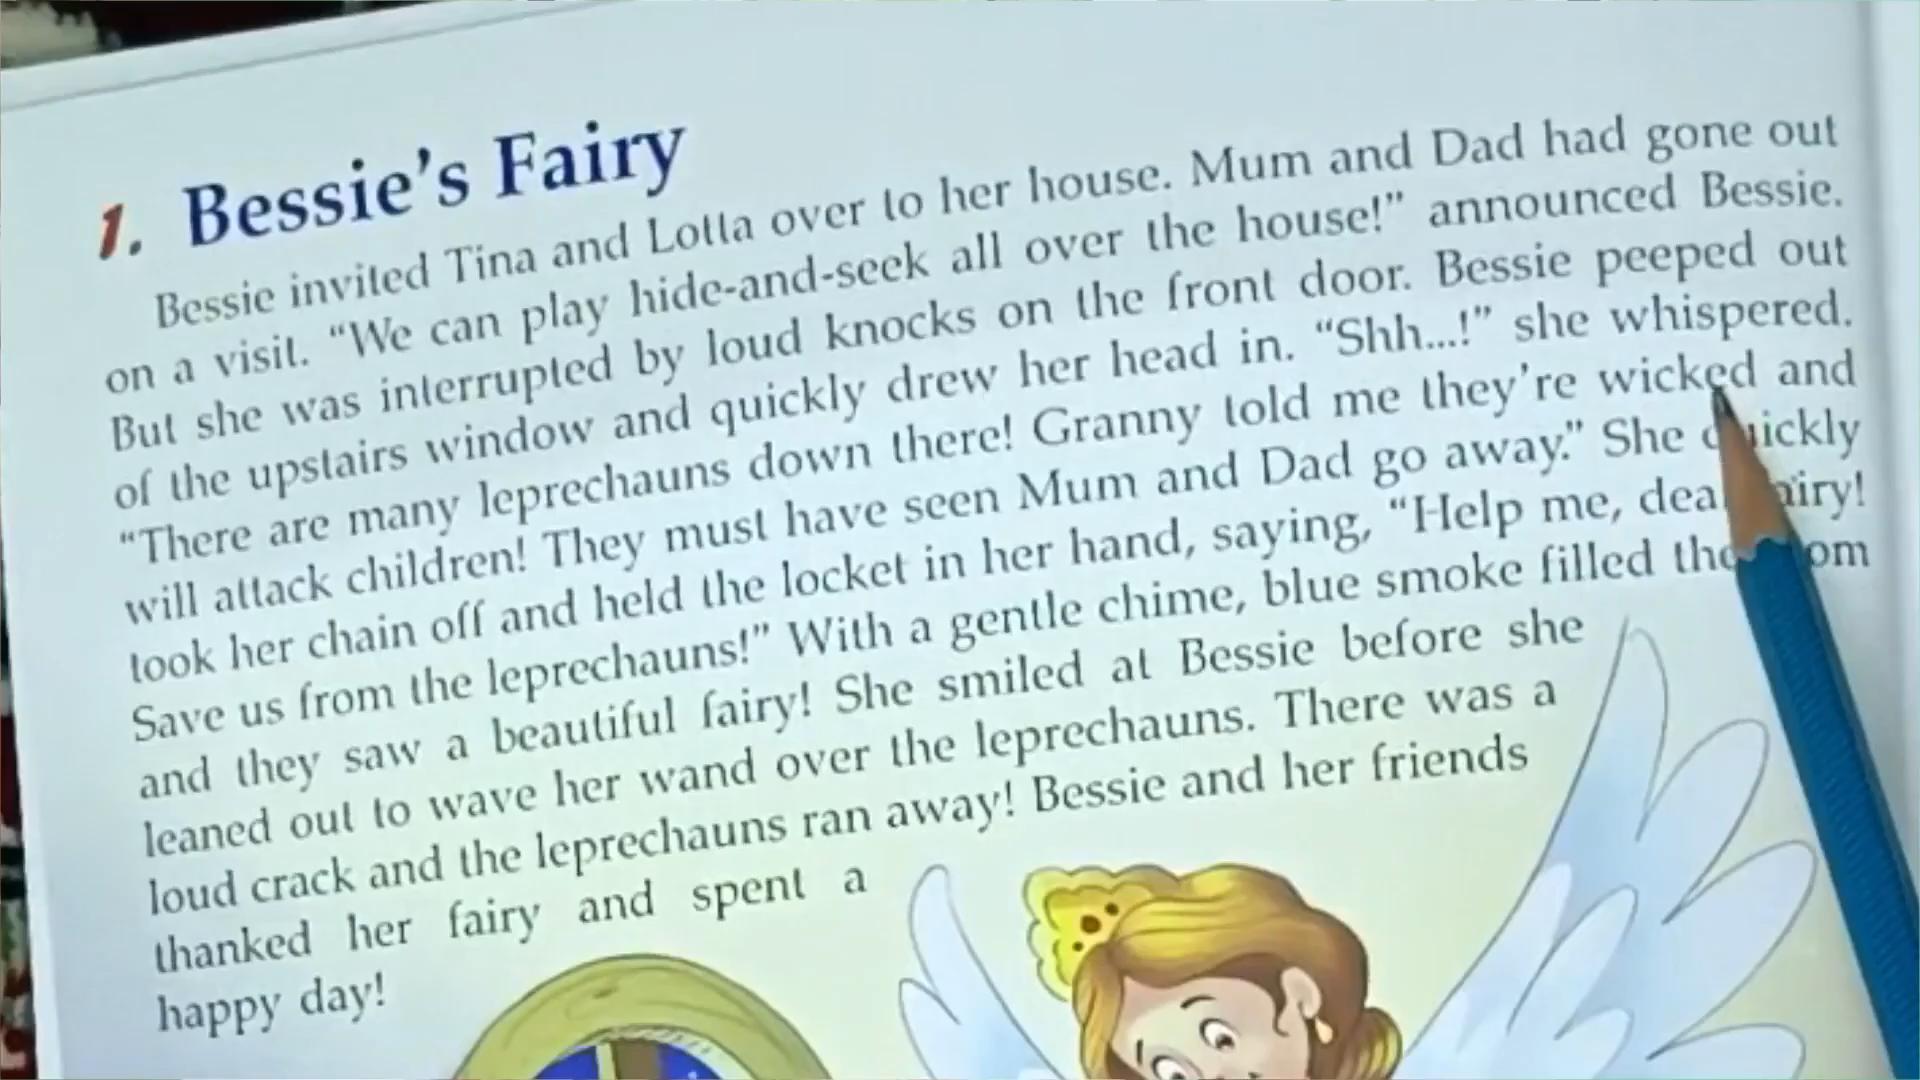 1. Bessie's Fairy
Bessie invited Tina and Lotta over to her house. Mum and Dad had gone out
on a visit. “We can play hide-and-seek all over the house!” announced Bessie.
But she was interrupted by loud knocks on the front door. Bessie peeped out
of the upstairs window and quickly drew her head in. “Shh...!” she whispered.
“There are many leprechauns down there! Granny told me they're wicked and
will attack children! They must have seen Mum and Dad go away.” She quickly
took her chain off and held the locket in her hand, saying, “Help me, dear fairy!
Save us from the leprechauns!” With a gentle chime, blue smoke filled the room
and they saw a beautiful fairy! She smiled at Bessie before she
leaned out to wave her wand over the leprechauns. There was a
loud crack and the leprechauns ran away! Bessie and her friends
thanked her fairy and spent a
happy day!